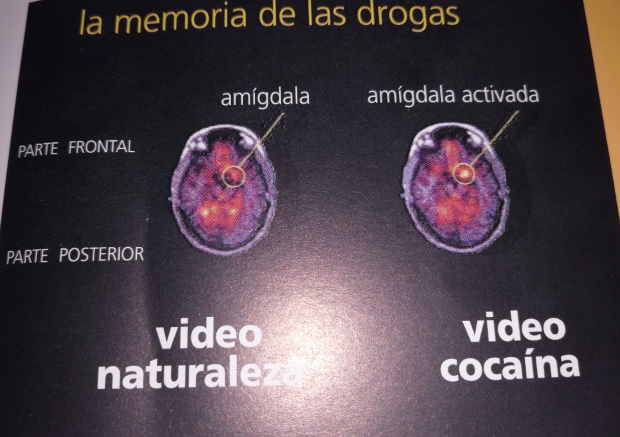 la memoria de las drogas
amígdala
amígdala activada
PARTE FRONTAL
PARTE POSTERIOR
video
naturaleza
video
cocaína